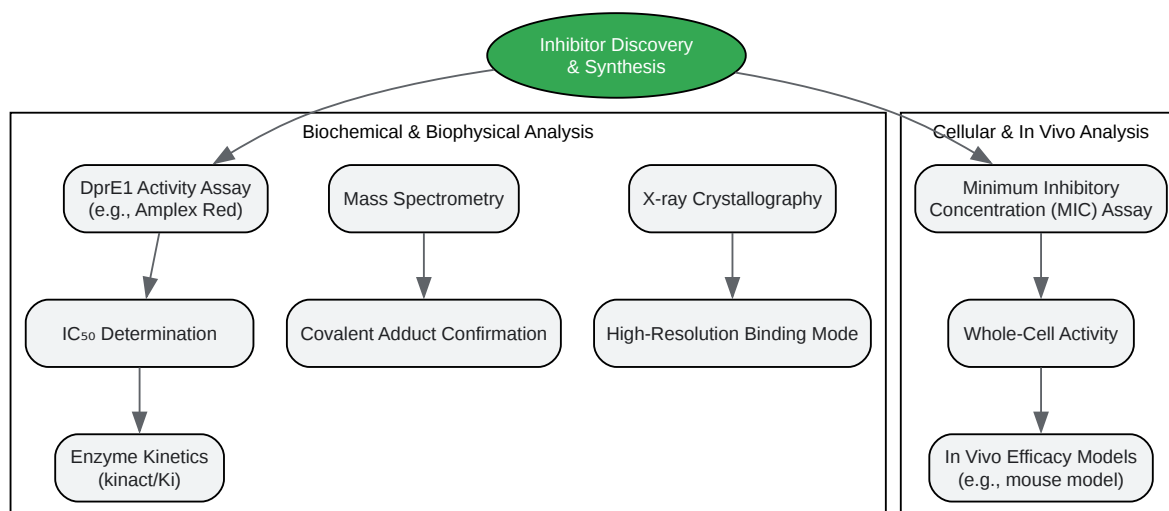 Inhibitor Discovery
& Synthesis
Biochemical & Biophysical Analysis
Cellular & In Vivo Analysis
DprE1 Activity Assay
(e.g., Amplex Red)
Mass Spectrometry
X-ray Crystallography
Minimum Inhibitory
Concentration (MIC) Assay
IC₅₀ Determination
Covalent Adduct Confirmation
High-Resolution Binding Mode
Whole-Cell Activity
Enzyme Kinetics
(kinact/Ki)
In Vivo Efficacy Models
(e.g., mouse model)